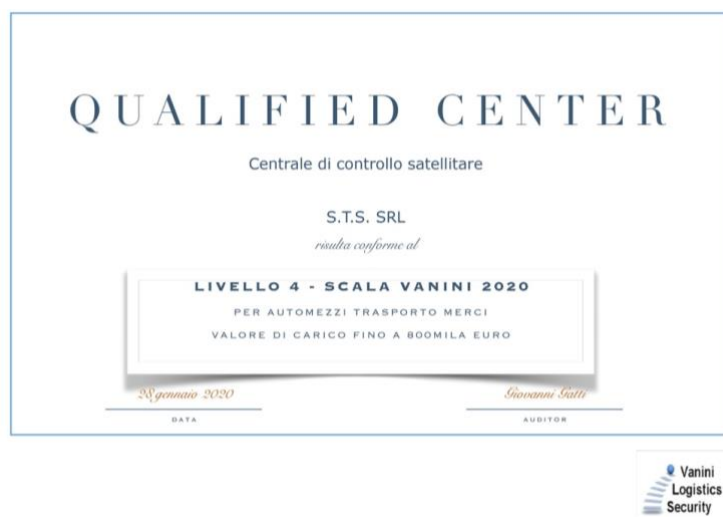 QUALIFIED CENTER
Centrale di controllo satellitare
S.T.S. SRL
risulta conforme al
LIVELLO 4 - SCALA VANINI 2020
PER AUTOMEZZI TRASPORTO MERCI
VALORE DI CARICO FINO A 800MILA EURO
28 gennaio 2020
Giovanni Gatti
DATA
AUDITOR
Vanini
Logistics
Security